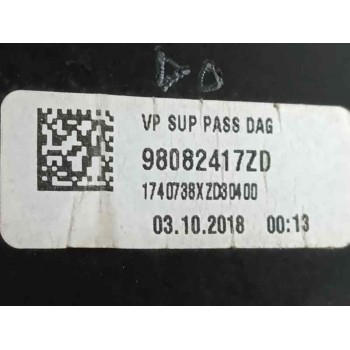 VP SUP PASS DAG
98082417ZD
1740738XZD30400
03.10.2018 00:13